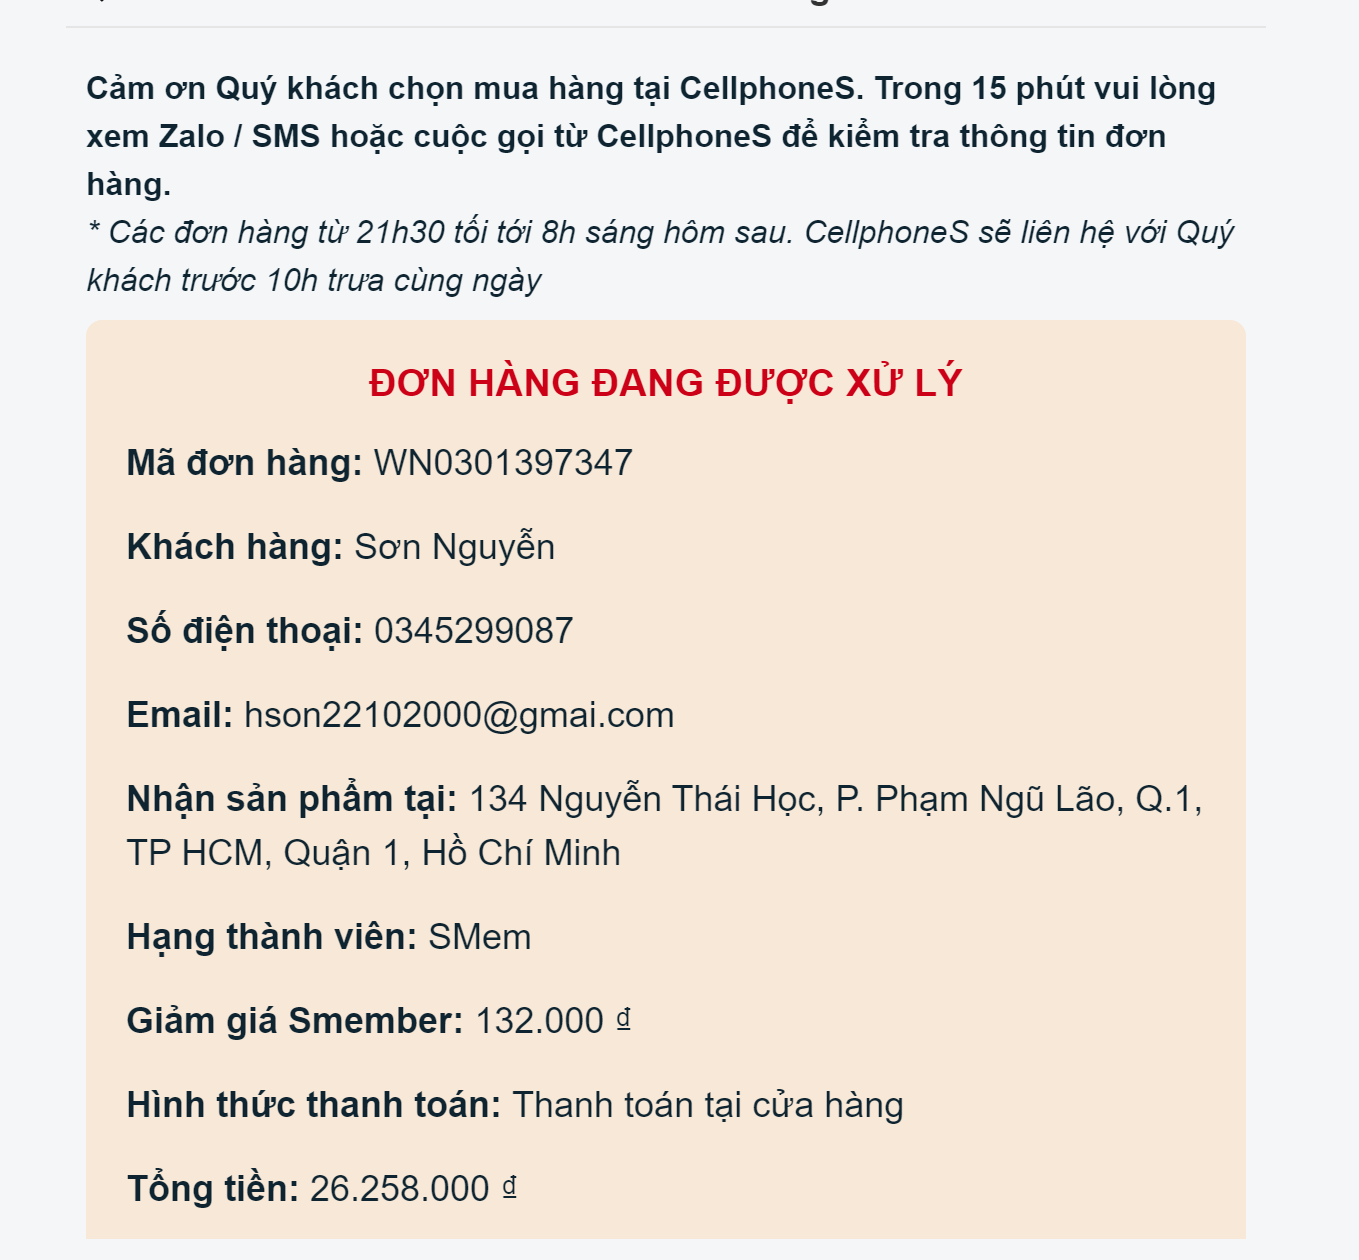 Cảm ơn Quý khách chọn mua hàng tại CellphoneS. Trong 15 phút vui lòng
xem Zalo / SMS hoặc cuộc gọi từ CellphoneS để kiểm tra thông tin đơn
hàng.
* Các đơn hàng từ 21h30 tối tới 8h sáng hôm sau. CellphoneS sẽ liên hệ với Quý
khách trước 10h trưa cùng ngày
ĐƠN HÀNG ĐANG ĐƯỢC XỬ LÝ
Mã đơn hàng: WN0301397347
Khách hàng: Sơn Nguyễn
Số điện thoại: 0345299087
Email: hson22102000@gmai.com
Nhận sản phẩm tại: 134 Nguyễn Thái Học, P. Phạm Ngũ Lão, Q.1,
TP HCM, Quận 1, Hồ Chí Minh
Hạng thành viên: SMem
Giảm giá Smember: 132.000 ₫
Hình thức thanh toán: Thanh toán tại cửa hàng
Tổng tiền: 26.258.000 ₫